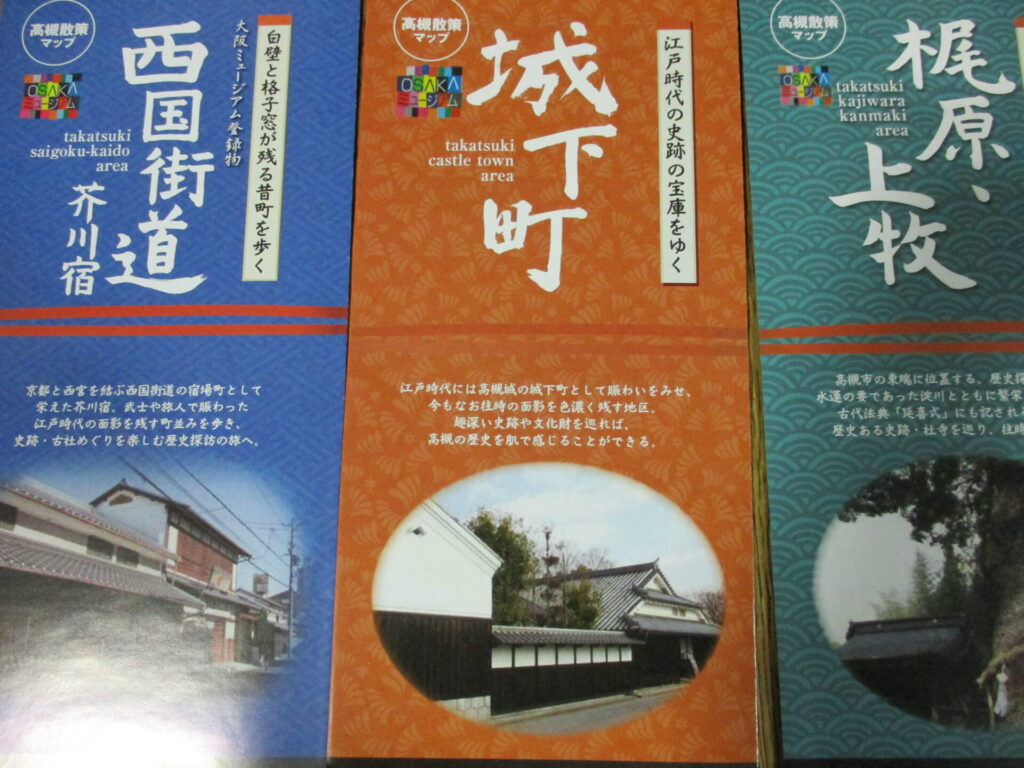 高槻散策
マップ
OSAKA
ミュージアム
西国街道
芥川宿
takatsuki
saigoku-kaido
area
白壁と格子窓が残る昔町を歩く
大阪ミュージアム登録物
京都と西宮を結ぶ西国街道の宿場町として
栄えた芥川宿。武士や旅人で賑わった
江戸時代の面影を残す町並みを歩き、
史跡・古社めぐりを楽しむ歴史探訪の旅へ。
高槻散策
マップ
OSAKA
ミュージアム
城下町
takatsuki
castle town
area
江戸時代の史跡の宝庫をゆく
江戸時代には高槻城の城下町として賑わいをみせ、
今もなお往時の面影を色濃く残す地区。
趣深い史跡や文化財を巡れば、
高槻の歴史を肌で感じることができる。
高槻散策
マップ
OSAKA
ミュージアム
梶原、
上牧
takatsuki
kajiwara
kanmaki
area
高槻市の東端に位置する、歴史探
水運の要であった淀川とともに繁栄
古代法典「延喜式」にも記される
歴史ある史跡・社寺を巡り、往時